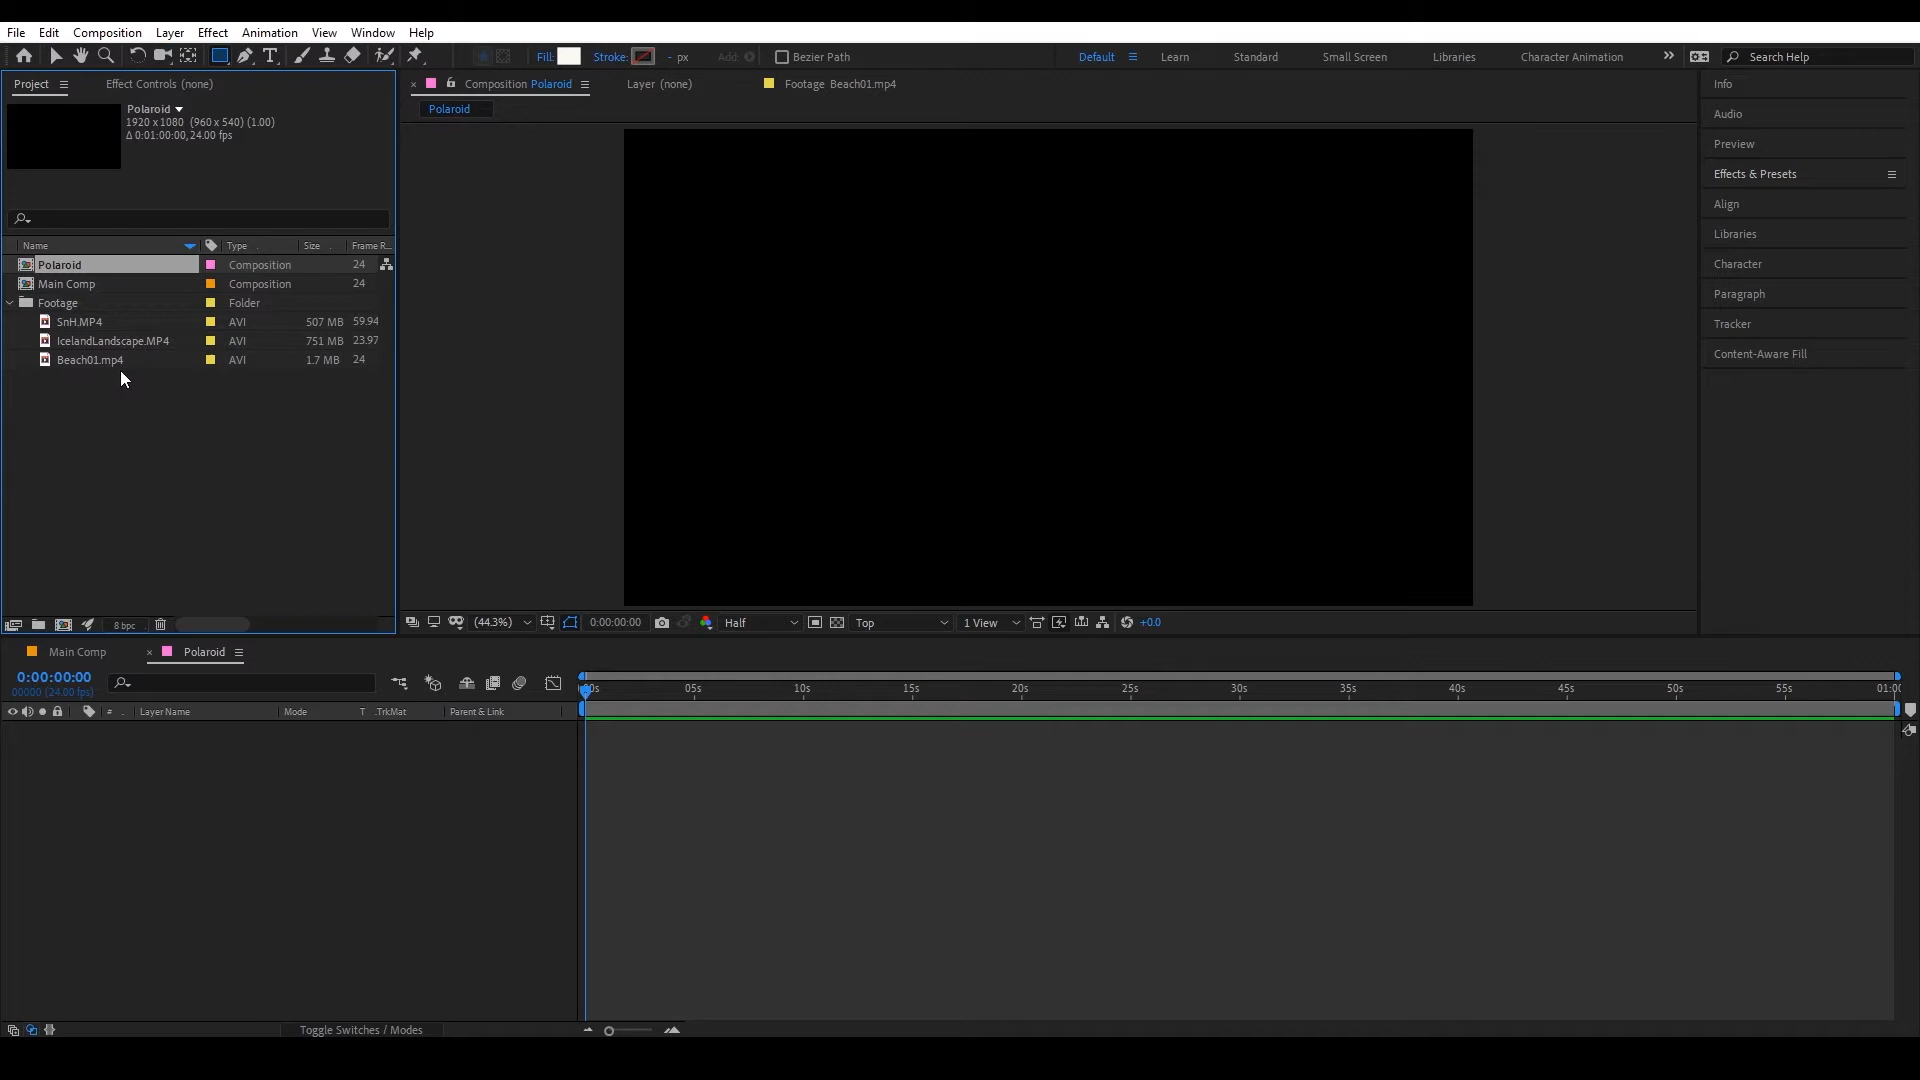 File Edit Composition Layer Effect Animation View Window Help
Fill: Stroke: - px Add: Bezier Path Default Learn Standard Small Screen Libraries Character Animation » Search Help
Project Effect Controls (none)
Composition Polaroid Layer (none) Footage Beach01.mp4
Polaroid
Polaroid
1920 x 1080 (960 x 540) (1.00)
Δ 0:01:00:00, 24.00 fps
Name Type Size Frame R...
Polaroid Composition 24
Main Comp Composition 24
Footage Folder
SnH.MP4 AVI 507 MB 59.94
IcelandLandscape.MP4 AVI 751 MB 23.97
Beach01.mp4 AVI 1.7 MB 24
8 bpc
(44.3%) 0:00:00:00 Half Top 1 View +0.0
Info
Audio
Preview
Effects & Presets
Align
Libraries
Character
Paragraph
Tracker
Content-Aware Fill
Main Comp Polaroid
0:00:00:00
00000 (24.00 fps)
# Layer Name Mode T .TrkMat Parent & Link
00s 05s 10s 15s 20s 25s 30s 35s 40s 45s 50s 55s 01:00
Toggle Switches / Modes